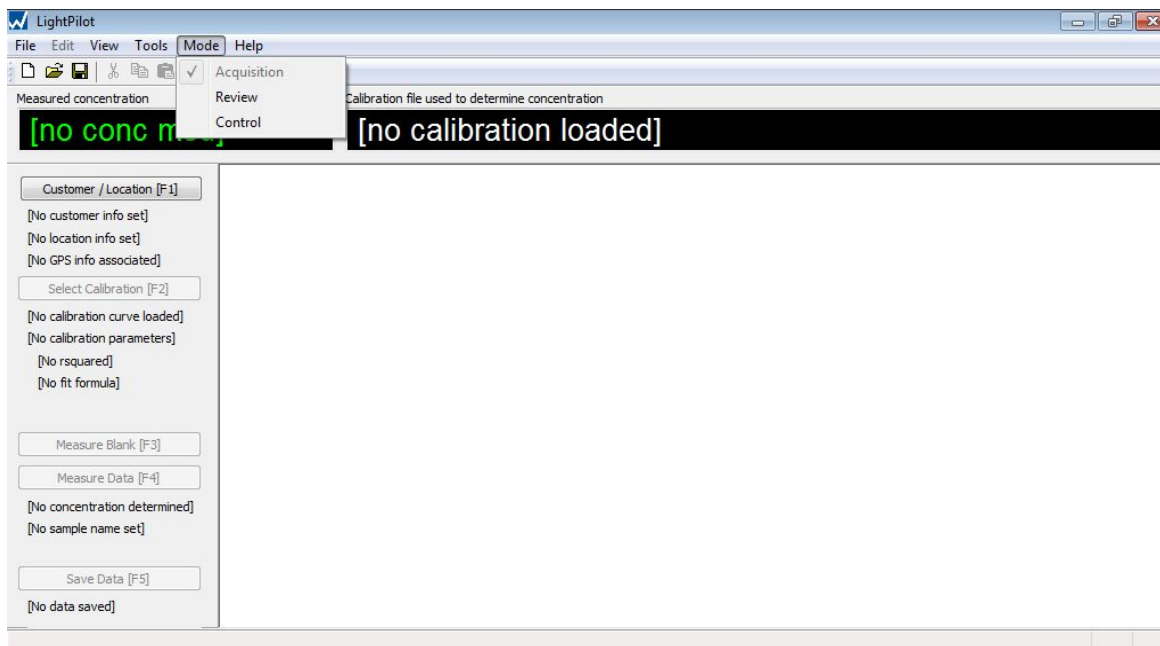 LightPilot
File Edit View Tools Mode Help
Acquisition
Review
Control
Measured concentration
Calibration file used to determine concentration
[no conc
[no calibration loaded]
Customer / Location [F1]
[No customer info set]
[No location info set]
[No GPS info associated]
Select Calibration [F2]
[No calibration curve loaded]
[No calibration parameters]
[No rsquared]
[No fit formula]
Measure Blank [F3]
Measure Data [F4]
[No concentration determined]
[No sample name set]
Save Data [F5]
[No data saved]